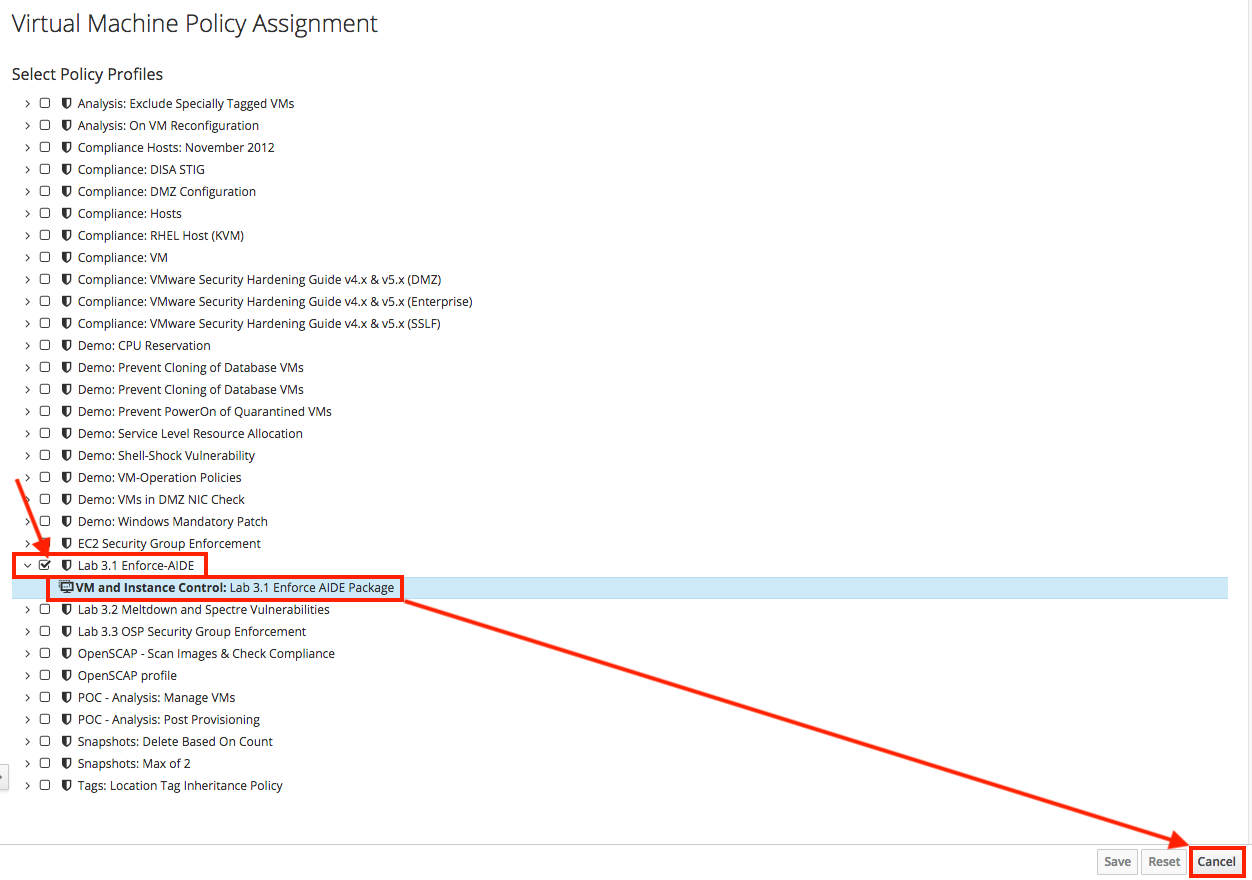 Virtual Machine Policy Assignment
Select Policy Profiles
Analysis: Exclude Specially Tagged VMs
Analysis: On VM Reconfiguration
Compliance Hosts: November 2012
Compliance: DISA STIG
Compliance: DMZ Configuration
Compliance: Hosts
Compliance: RHEL Host (KVM)
Compliance: VM
Compliance: VMware Security Hardening Guide v4.x & v5.x (DMZ)
Compliance: VMware Security Hardening Guide v4.x & v5.x (Enterprise)
Compliance: VMware Security Hardening Guide v4.x & v5.x (SSLF)
Demo: CPU Reservation
Demo: Prevent Cloning of Database VMs
Demo: Prevent Cloning of Database VMs
Demo: Prevent PowerOn of Quarantined VMs
Demo: Service Level Resource Allocation
Demo: Shell-Shock Vulnerability
Demo: VM-Operation Policies
Demo: VMs in DMZ NIC Check
Demo: Windows Mandatory Patch
EC2 Security Group Enforcement
Lab 3.1 Enforce-AIDE
VM and Instance Control: Lab 3.1 Enforce AIDE Package
Lab 3.2 Meltdown and Spectre Vulnerabilities
Lab 3.3 OSP Security Group Enforcement
OpenSCAP - Scan Images & Check Compliance
OpenSCAP profile
POC - Analysis: Manage VMs
POC - Analysis: Post Provisioning
Snapshots: Delete Based On Count
Snapshots: Max of 2
Tags: Location Tag Inheritance Policy
Save Reset Cancel